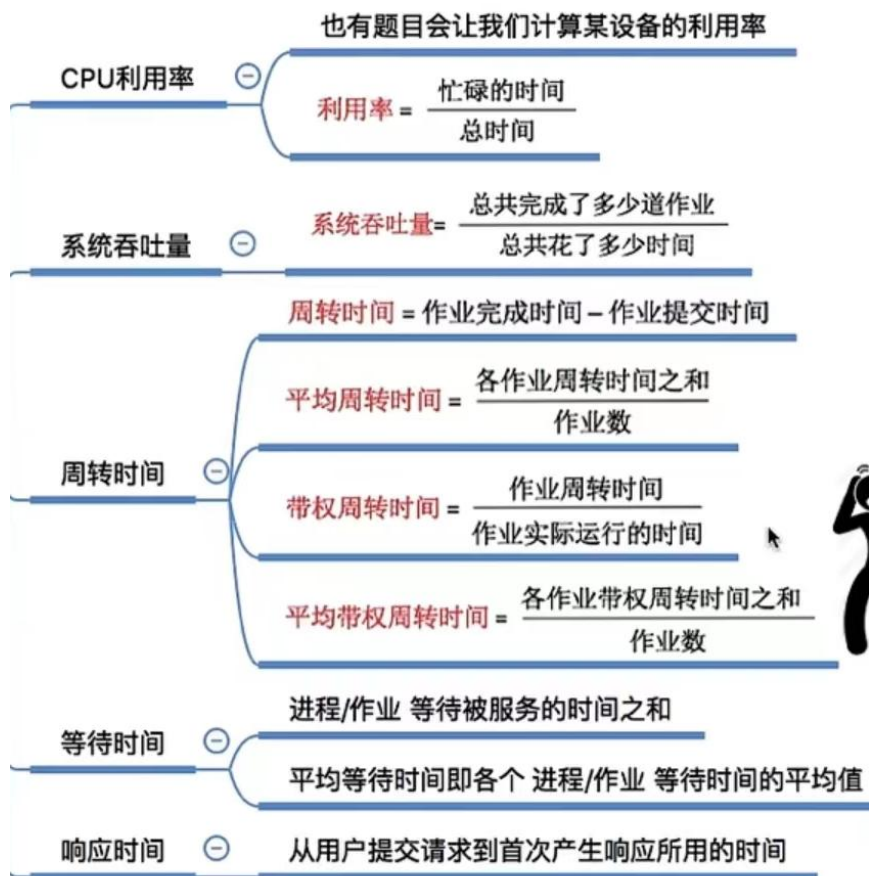 也有题目会让我们计算某设备的利用率
CPU利用率
利用率 = 忙碌的时间
总时间
系统吞吐量
系统吞吐量= 总共完成了多少道作业
总共花了多少时间
周转时间
周转时间 = 作业完成时间 – 作业提交时间
平均周转时间 = 各作业周转时间之和
作业数
带权周转时间 = 作业周转时间
作业实际运行的时间
平均带权周转时间 = 各作业带权周转时间之和
作业数
等待时间
进程/作业 等待被服务的时间之和
平均等待时间即各个 进程/作业 等待时间的平均值
响应时间
从用户提交请求到首次产生响应所用的时间